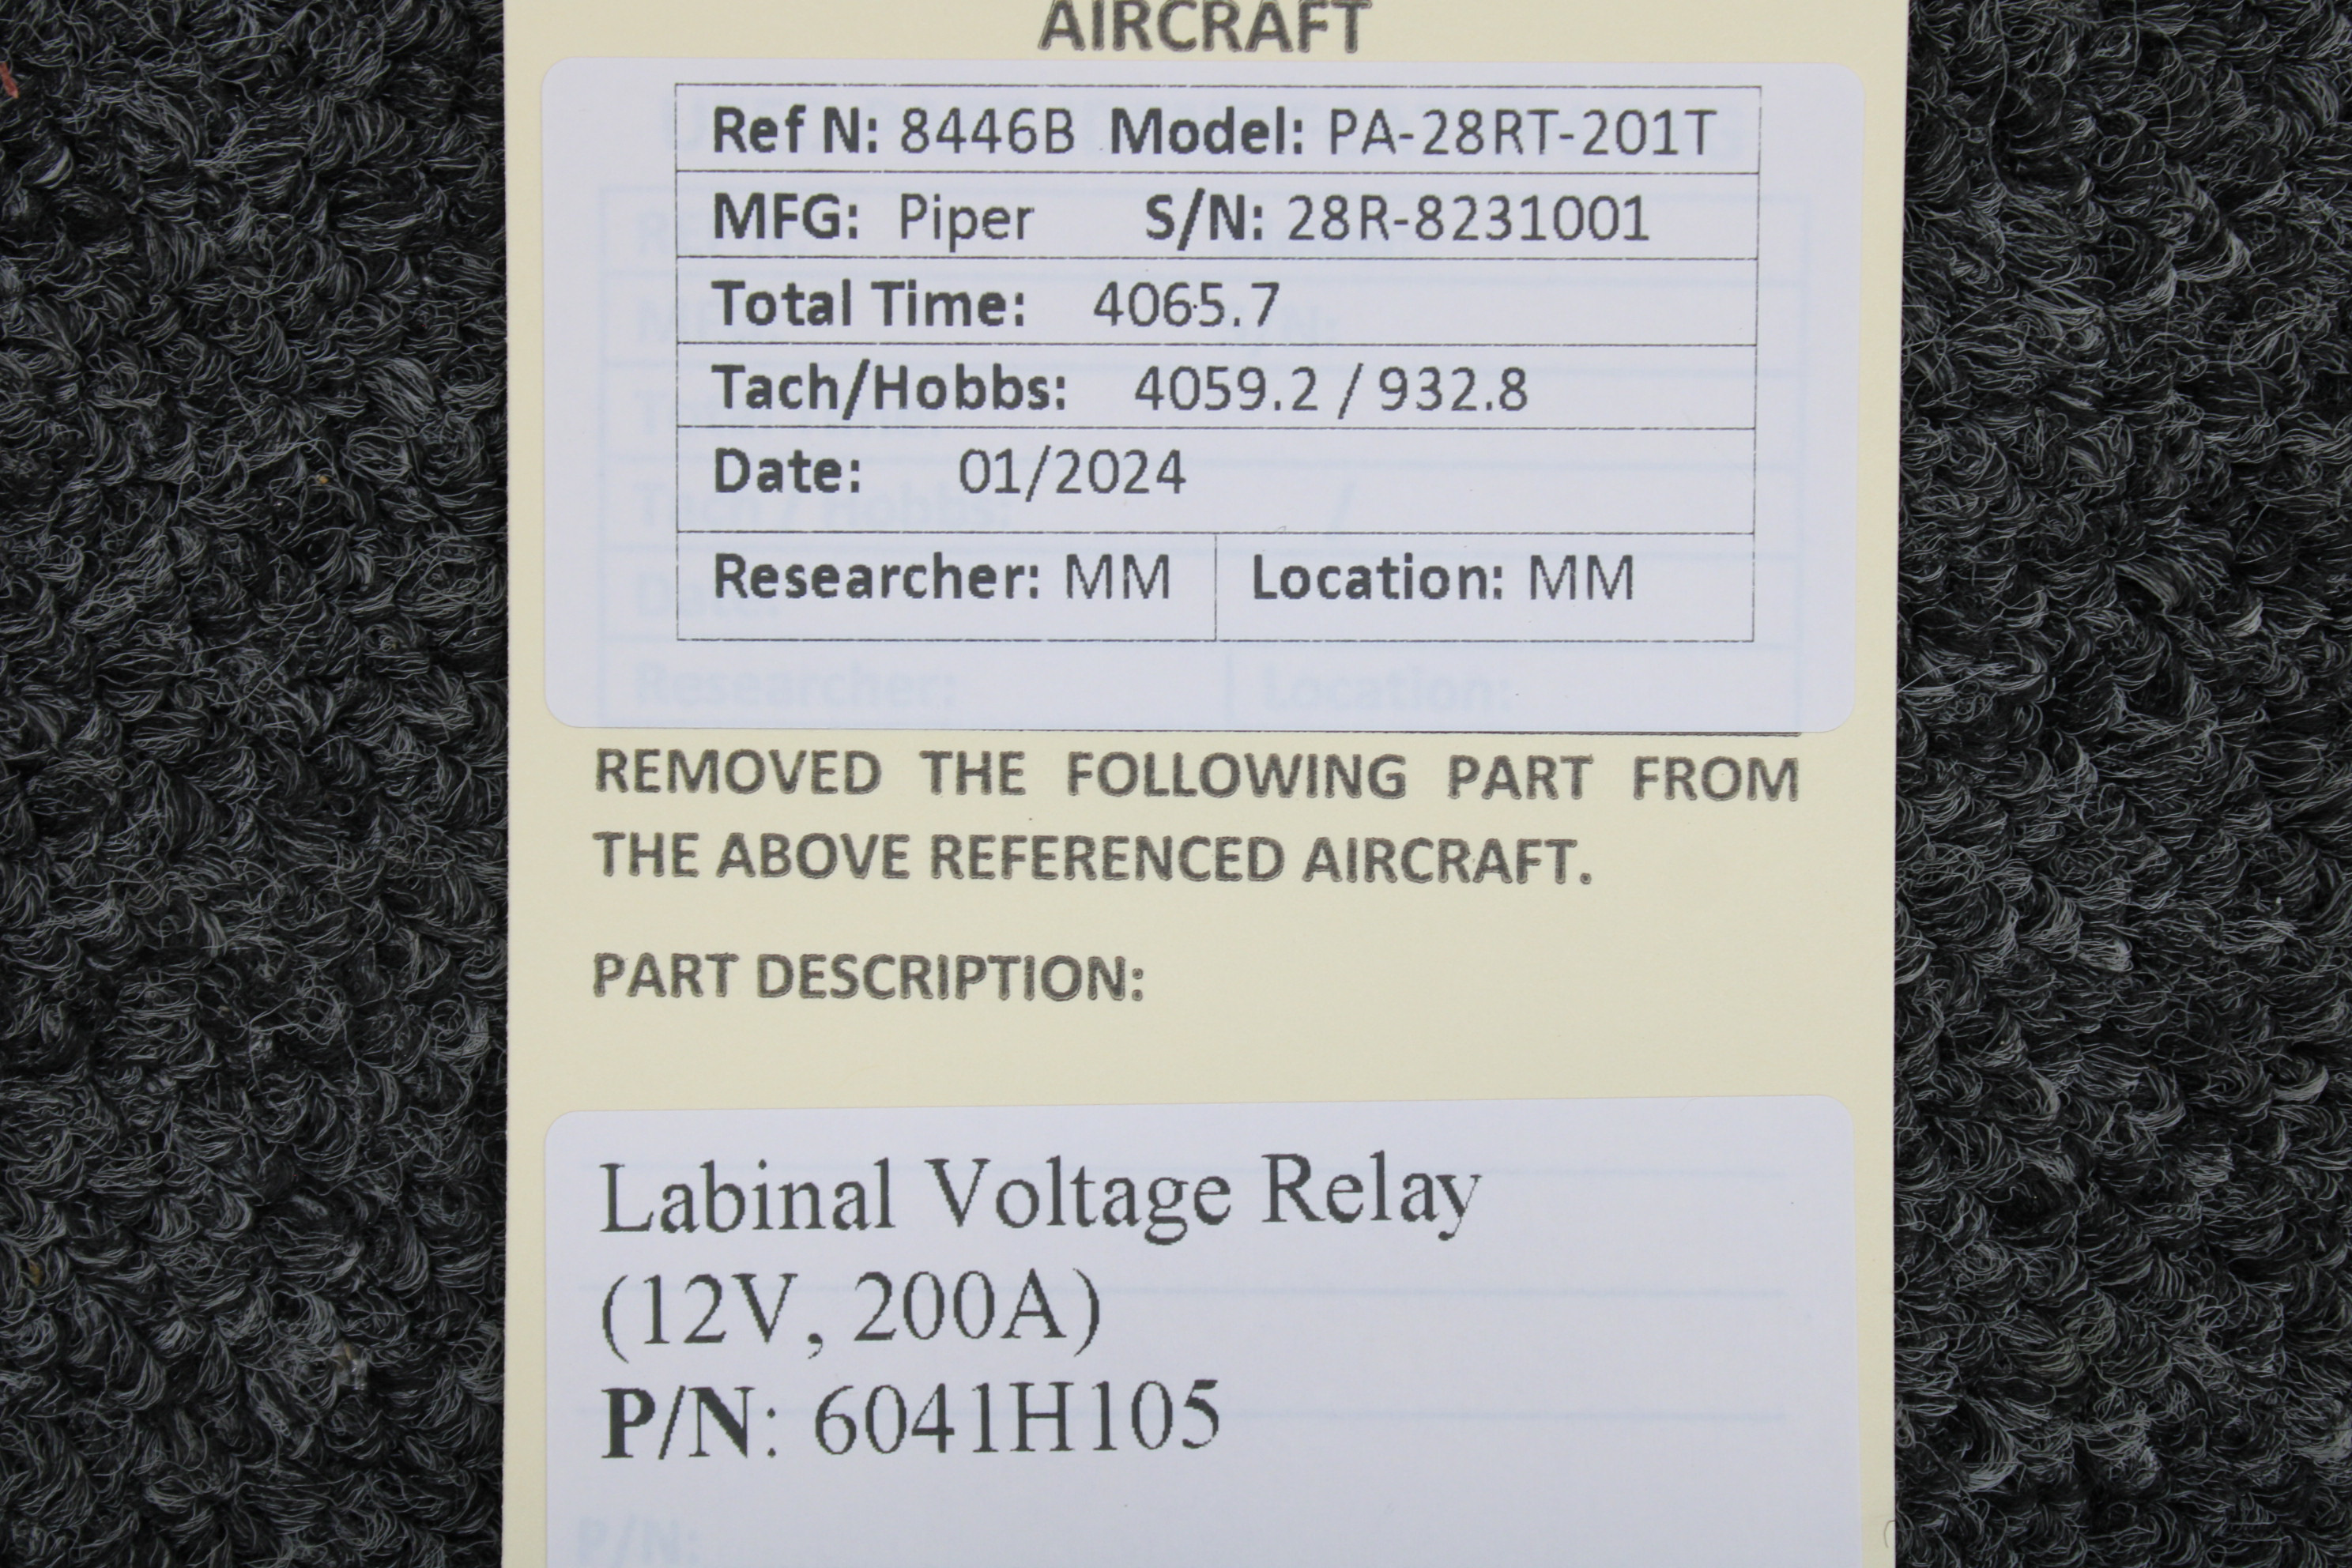 AIRCRAFT
Ref N: 8446B Model: PA-28RT-201T
MFG: Piper S/N: 28R-8231001
Total Time: 4065.7
Tach/Hobbs: 4059.2 / 932.8
Date: 01/2024
Researcher: MM Location: MM
REMOVED THE FOLLOWING PART FROM
THE ABOVE REFERENCED AIRCRAFT.
PART DESCRIPTION:
Labinal Voltage Relay
(12V, 200A)
P/N: 6041H105
P/N: